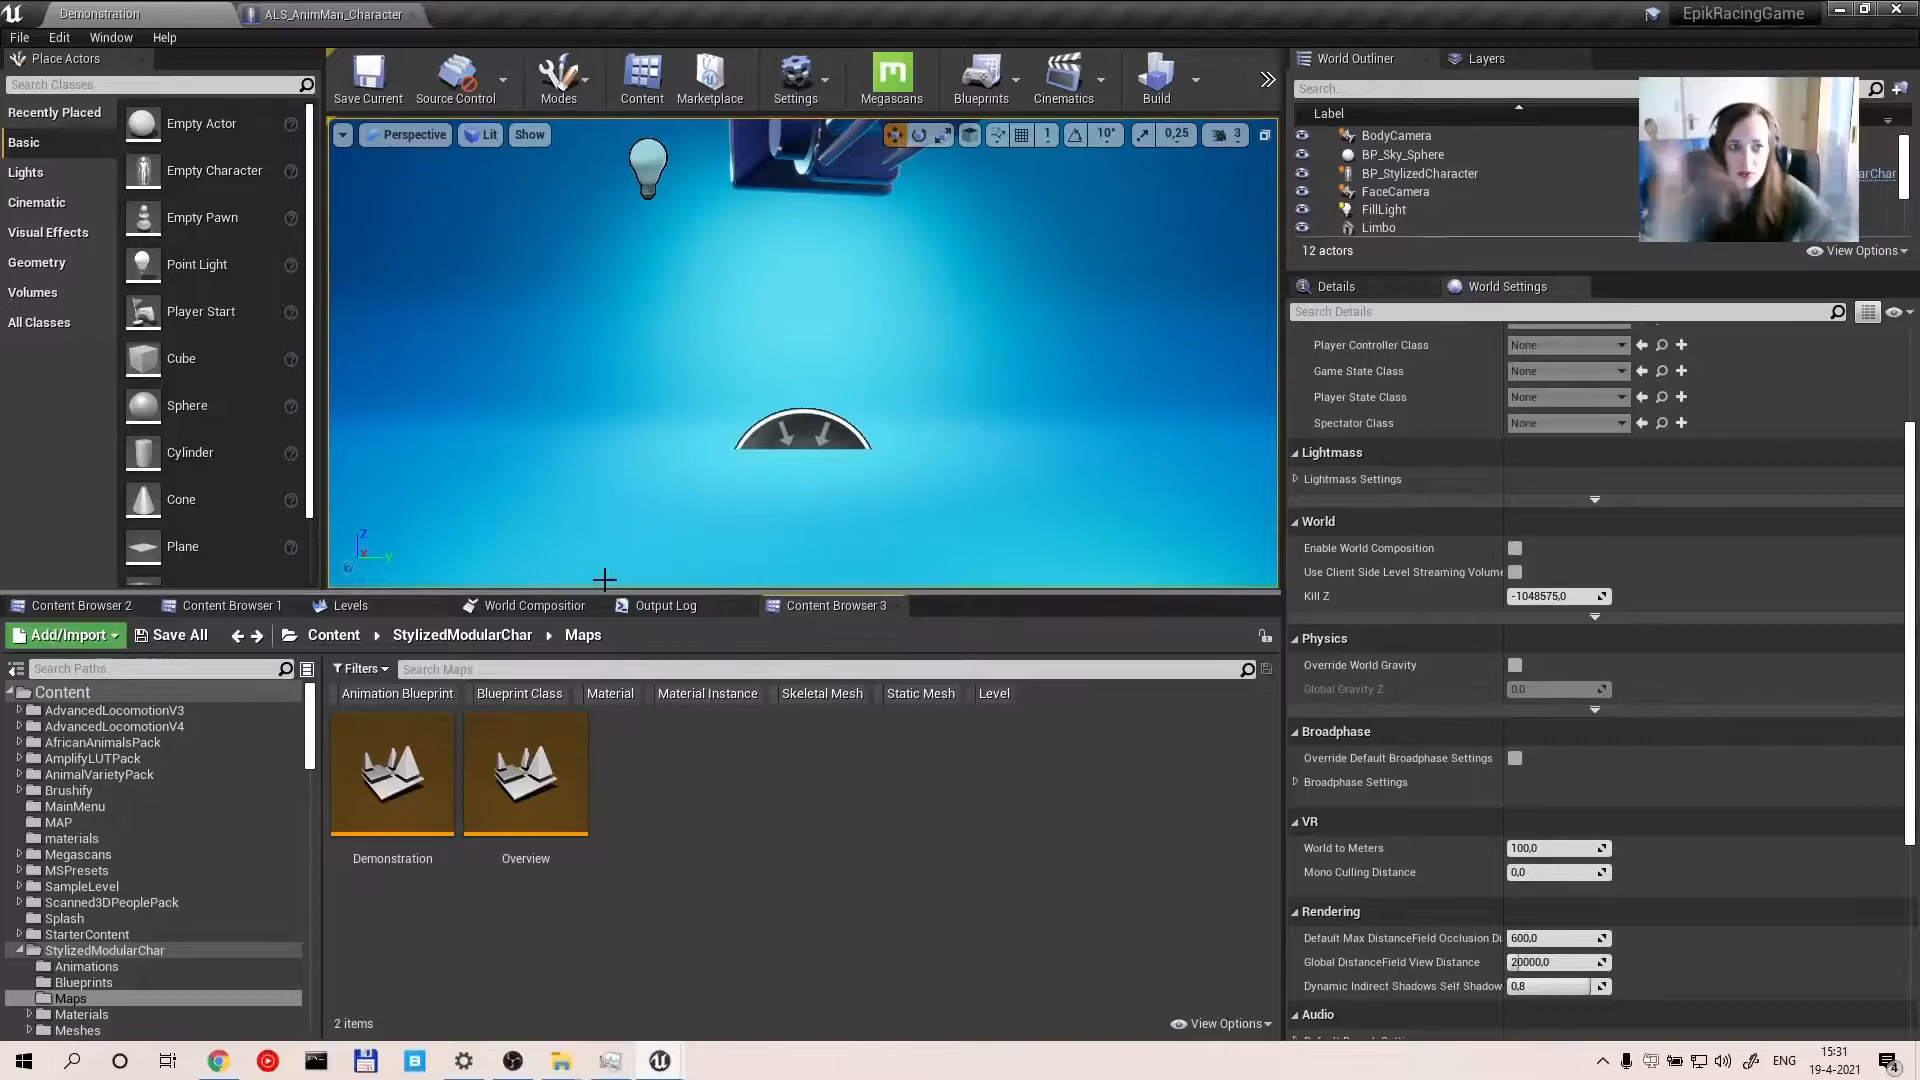 Demonstration
ALS_AnimMan_Character
EpikRacingGame
File
Edit
Window
Help
Place Actors
Search Classes
Recently Placed
Basic
Lights
Cinematic
Visual Effects
Geometry
Volumes
All Classes
Empty Actor
Empty Character
Empty Pawn
Point Light
Player Start
Cube
Sphere
Cylinder
Cone
Plane
Save Current
Source Control
Modes
Content
Marketplace
Settings
Megascans
Blueprints
Cinematics
Build
Perspective
Lit
Show
1
10°
0,25
3
Z
X
Y
World Outliner
Layers
Search...
Label
BodyCamera
BP_Sky_Sphere
BP_StylizedCharacter
FaceCamera
FillLight
Limbo
12 actors
View Options
Details
World Settings
Search Details
Player Controller Class
None
Game State Class
None
Player State Class
None
Spectator Class
None
Lightmass
Lightmass Settings
World
Enable World Composition
Use Client Side Level Streaming Volume
Kill Z
-1048575,0
Physics
Override World Gravity
Global Gravity Z
0,0
Broadphase
Override Default Broadphase Settings
Broadphase Settings
VR
World to Meters
100,0
Mono Culling Distance
0,0
Rendering
Default Max DistanceField Occlusion Di
600,0
Global DistanceField View Distance
20000,0
Dynamic Indirect Shadows Self Shadow
0,8
Audio
Content Browser 2
Content Browser 1
Levels
World Compositior
Output Log
Content Browser 3
Add/Import
Save All
Content
StylizedModularChar
Maps
Search Paths
Filters
Search Maps
Animation Blueprint
Blueprint Class
Material
Material Instance
Skeletal Mesh
Static Mesh
Level
Content
AdvancedLocomotionV3
AdvancedLocomotionV4
AfricanAnimalsPack
AmplifyLUTPack
AnimalVarietyPack
Brushify
MainMenu
MAP
materials
Megascans
MSPresets
SampleLevel
Scanned3DPeoplePack
Splash
StarterContent
StylizedModularChar
Animations
Blueprints
Maps
Materials
Meshes
Demonstration
Overview
2 items
View Options
ENG
15:31
19-4-2021
4